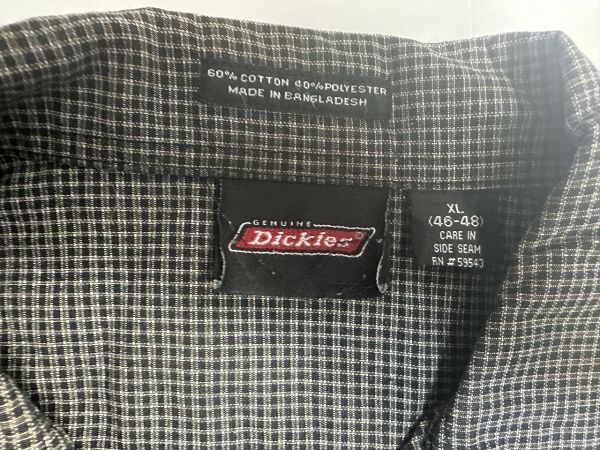 60% COTTON 40% POLYESTER
MADE IN BANGLADESH
GENUINE
Dickies®
XL
(46-48)
CARE IN
SIDE SEAM
RN #59543